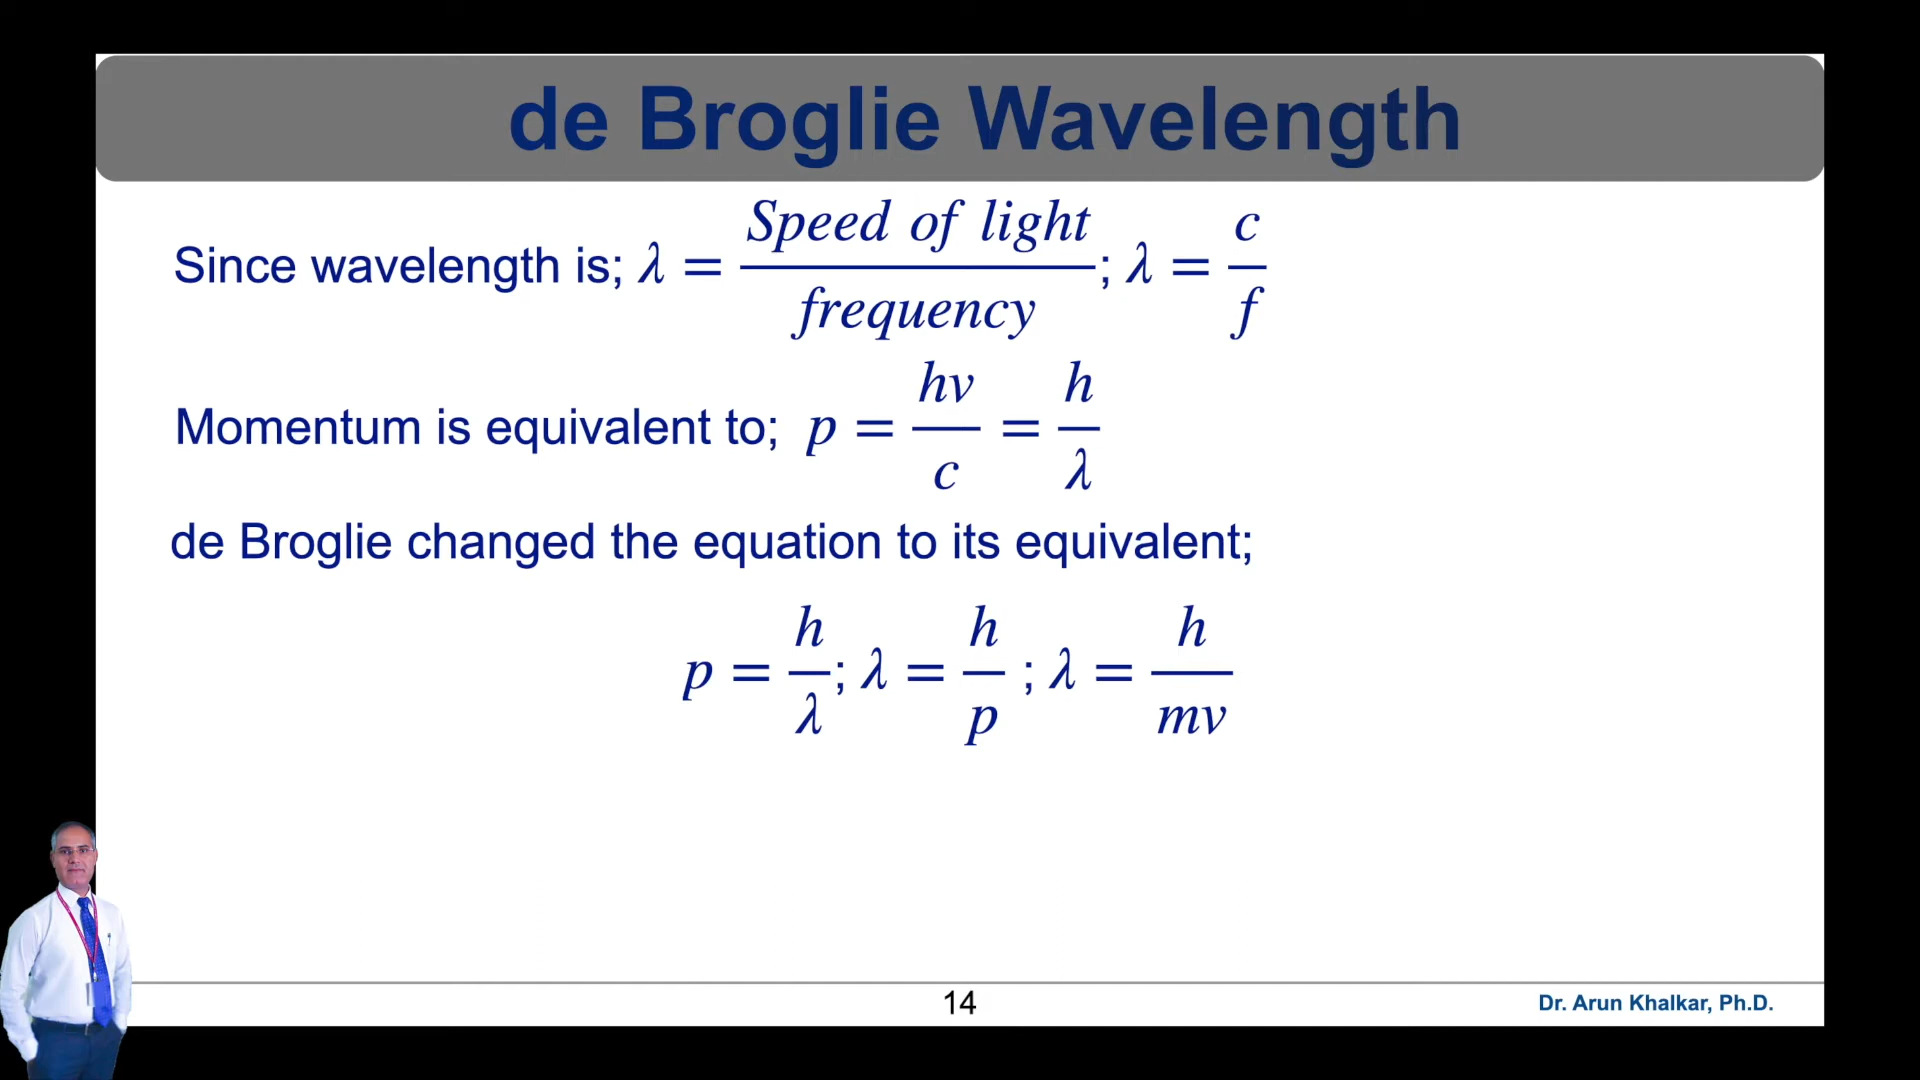 de Broglie Wavelength
Since wavelength is; λ = Speed of light / frequency ; λ = c / f
Momentum is equivalent to; p = hv / c = h / λ
de Broglie changed the equation to its equivalent;
p = h / λ ; λ = h / p ; λ = h / mv
14
Dr. Arun Khalkar, Ph.D.